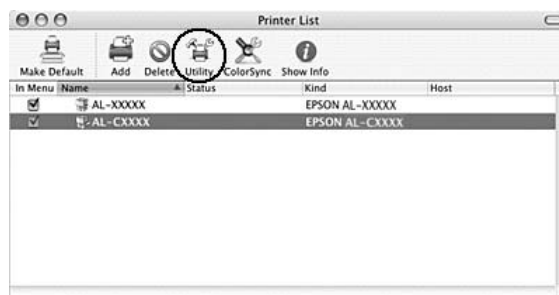 Printer List
Make Default Add Delete Utility ColorSync Show Info
In Menu Name Status Kind Host
AL-XXXXX EPSON AL-XXXXX
AL-CXXXX EPSON AL-CXXXX